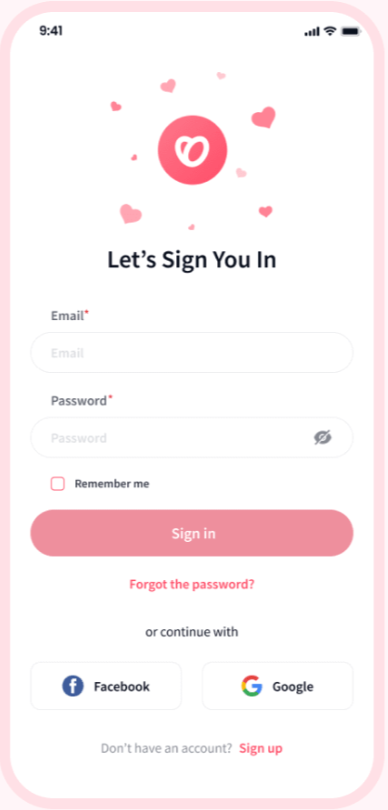 9:41
Let’s Sign You In
Email*
Email
Password*
Password
Remember me
Sign in
Forgot the password?
or continue with
Facebook Google
Don't have an account? Sign up